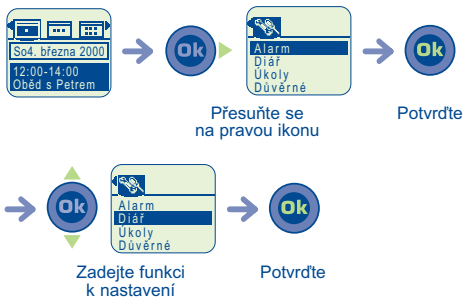 So4. března 2000
12:00-14:00
Oběd s Petrem
Ok
Alarm
Diář
Úkoly
Důvěrné
Ok
Přesuňte se
na pravou ikonu
Potvrďte
Ok
Alarm
Diář
Úkoly
Důvěrné
Ok
Zadejte funkci
k nastavení
Potvrďte